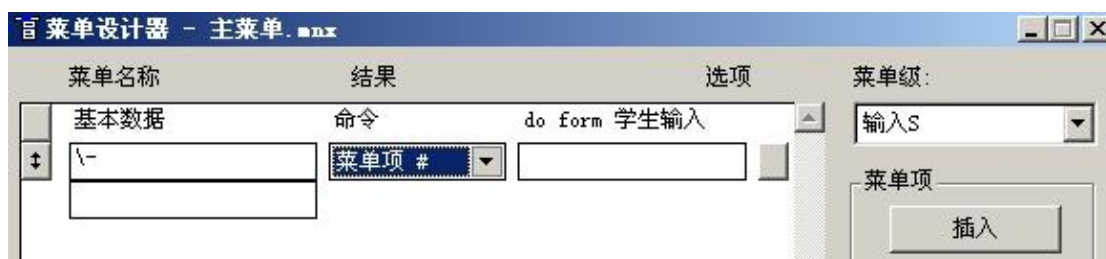 菜单设计器 - 主菜单.mnx
菜单名称 结果 选项 菜单级:
基本数据 命令 do form 学生输入 输入S
\- 菜单项 #
菜单项
插入